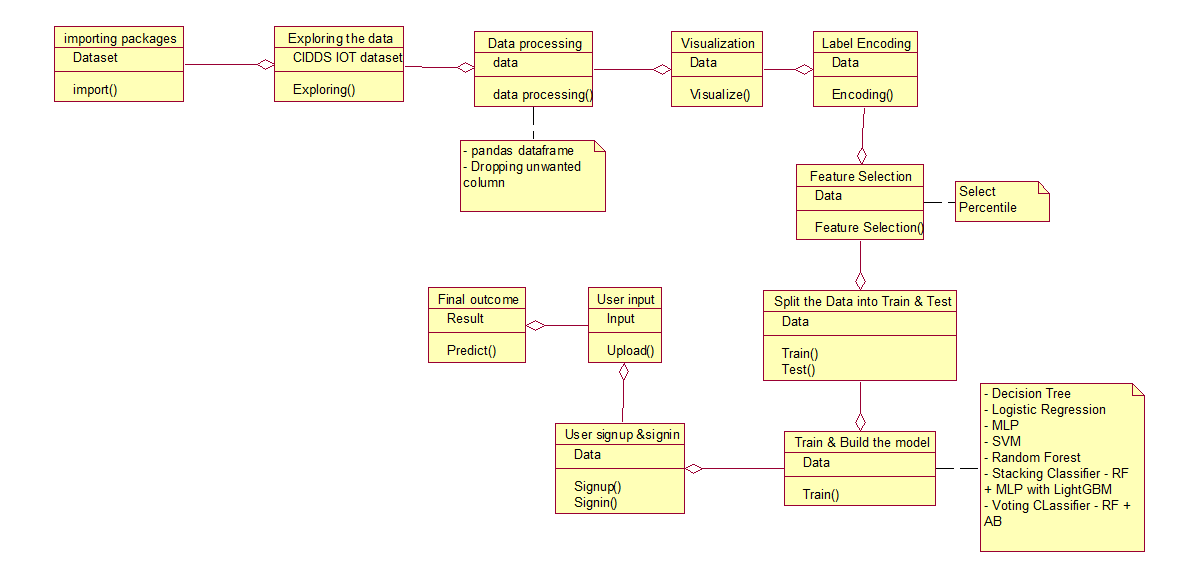 importing packages
Dataset
import()
Exploring the data
CIDDS IOT dataset
Exploring()
Data processing
data
data processing()
Visualization
Data
Visualize()
Label Encoding
Data
Encoding()
- pandas dataframe
- Dropping unwanted
column
Feature Selection
Data
Feature Selection()
Select
Percentile
Final outcome
Result
Predict()
User input
Input
Upload()
Split the Data into Train & Test
Data
Train()
Test()
User signup &signin
Data
Signup()
Signin()
Train & Build the model
Data
Train()
- Decision Tree
- Logistic Regression
- MLP
- SVM
- Random Forest
- Stacking Classifier - RF
+ MLP with LightGBM
- Voting CLassifier - RF +
AB